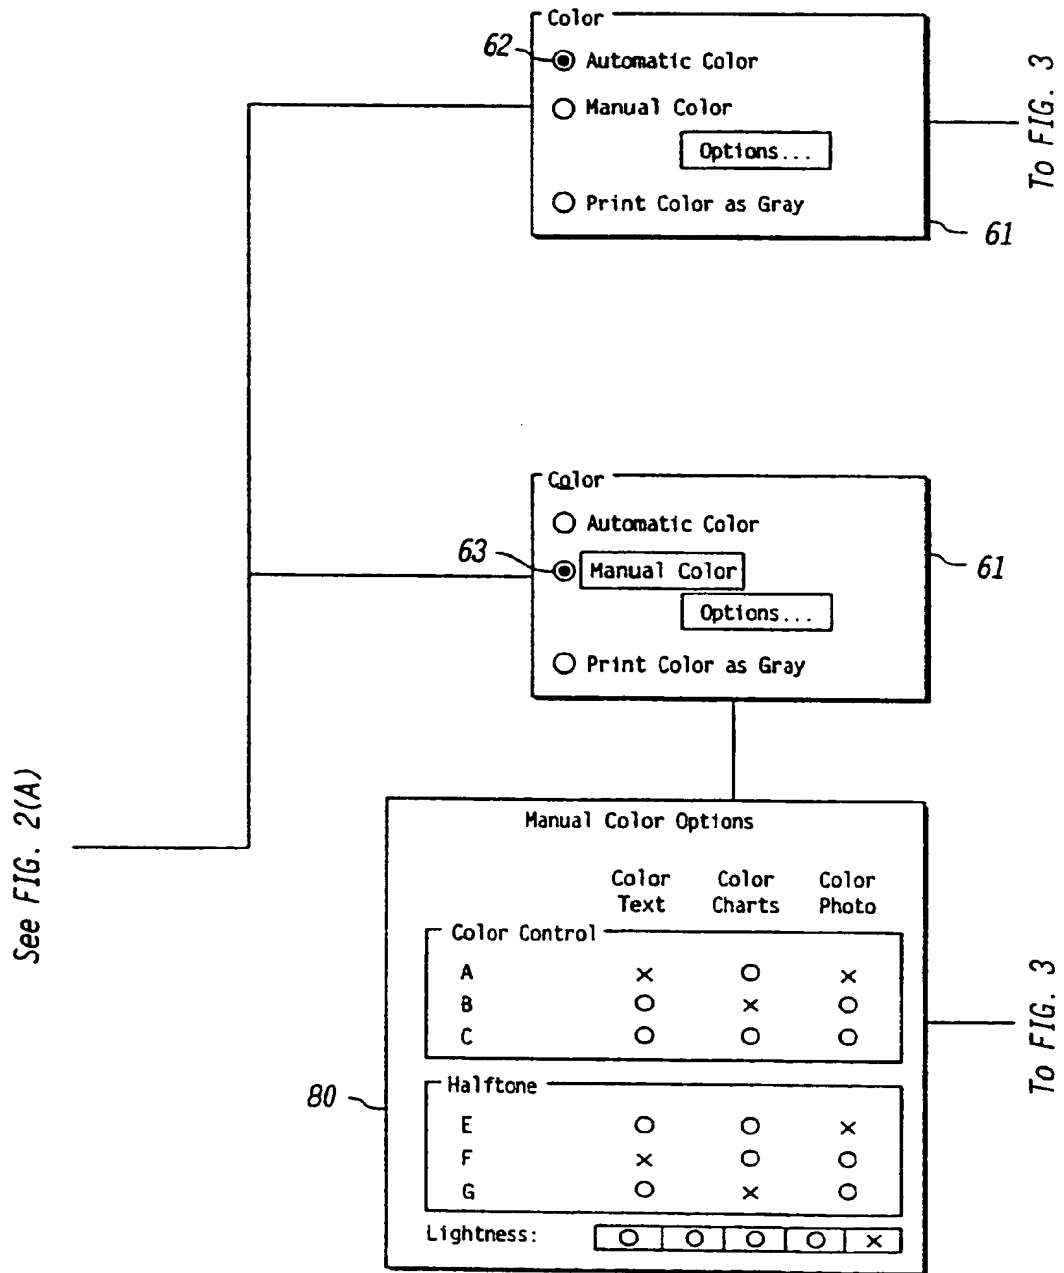 Color
62
Automatic Color
Manual Color
Options...
Print Color as Gray
61
To FIG. 3
Color
Automatic Color
63
Manual Color
61
Options...
Print Color as Gray
See FIG. 2(A)
Manual Color Options
Color Text
Color Charts
Color Photo
Color Control
A X O X
B O X O
C O O O
80
Halftone
E O O X
F X O O
G O X O
Lightness: O O O O X
To FIG. 3